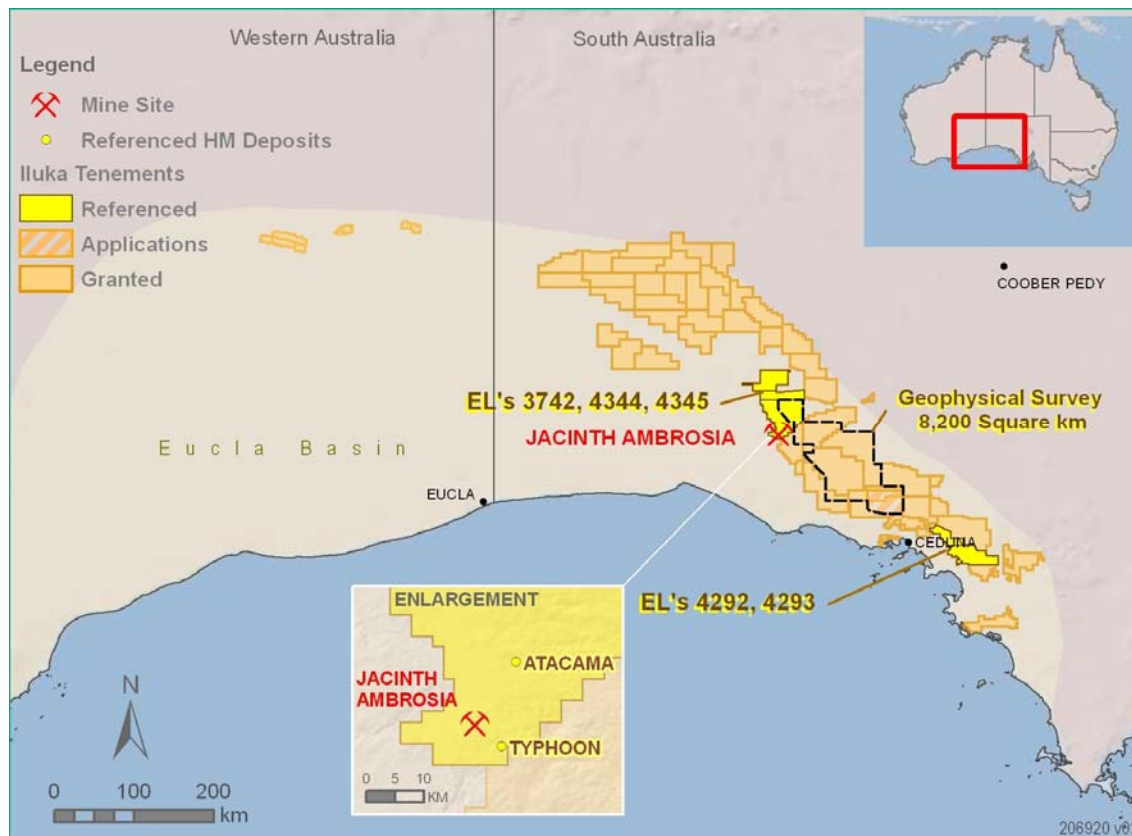 Western Australia
South Australia
Legend
Mine Site
Referenced HM Deposits
Iluka Tenements
Referenced
Applications
Granted
COOBER PEDY
EL's 3742, 4344, 4345
JACINTH AMBROSIA
Geophysical Survey
8,200 Square km
Eucla Basin
EUCLA
CEDUNA
EL's 4292, 4293
ENLARGEMENT
ATACAMA
JACINTH
AMBROSIA
TYPHOON
0 5 10
KM
N
0 100 200
km
206920